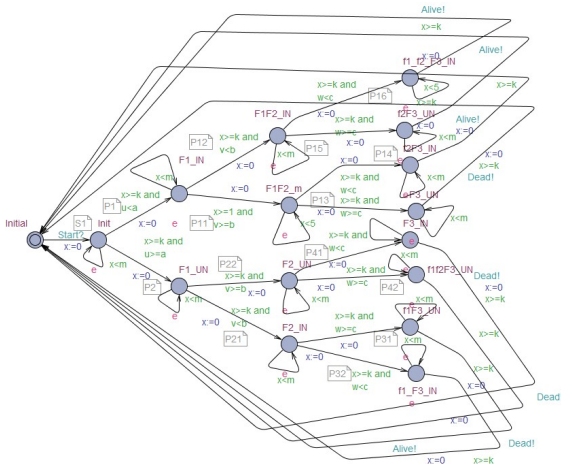 Alive!
x>=k
x:=0
f1_f2_F3_IN
Alive!
x>=k
x>=k and
w<c
P16
x<5
x>=k
x:=0
F1F2_IN
f2F3_UN
x:=0
Alive!
x:=0
P12
x>=k and
v<b
x>=k and
w>=c
P15
x<m
e
f2F3_IN
x:=0
x>=k
F1_IN
x:=0
P14
x>=k and
w<c
e
Dead!
x<m
x:=0
F1F2_m
P13
F3_UN
P1
x>=k and
u<a
x>=k and
w>=c
x<m
Initial
S1
Init
e
P11
x>=1 and
v>=b
x<5
e
x:=0
F3_IN
Start?
x:=0
x:=0
x>=k and
u>=a
P41
x>=k and
w<c
e
e
x<m
F1_UN
P22
F2_UN
x:=0
f1f2F3_UN
Dead!
P2
x<m
x>=k and
v>=b
x:=0
x<m
x>=k and
w>=c
P42
x<m
x:=0
x>=k
e
e
e
f1F3_UN
P21
x>=k and
v<b
F2_IN
x:=0
P31
x<m
x>=k
x<m
e
P32
x>=k and
w<c
e
f1_F3_IN
e
x:=0
Dead
x:=0
Alive!
x:=0
x>=k
Dead!